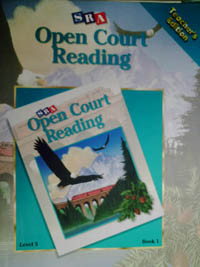 SRA
Open Court
Reading
Teacher's
Edition
SRA
Open Court
Reading
Level 5
Book 1